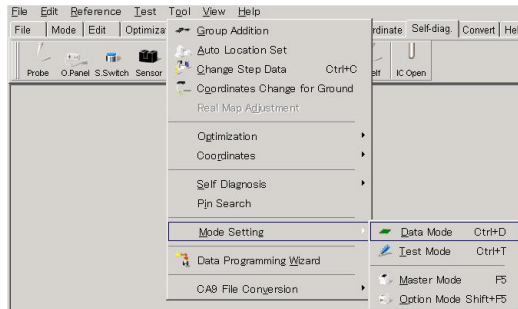 File Edit Reference Test Tool View Help
File Mode Edit Optimiza rdinate Self-diag. Convert Hel
Probe O.Panel S.Switch Sensor elf IC Open
Group Addition
Auto Location Set
Change Step Data Ctrl+C
Coordinates Change for Ground
Real Map Adjustment
Optimization
Coordinates
Self Diagnosis
Pin Search
Mode Setting
Data Programming Wizard
CA9 File Conversion
Data Mode Ctrl+D
Test Mode Ctrl+T
Master Mode F5
Option Mode Shift+F5